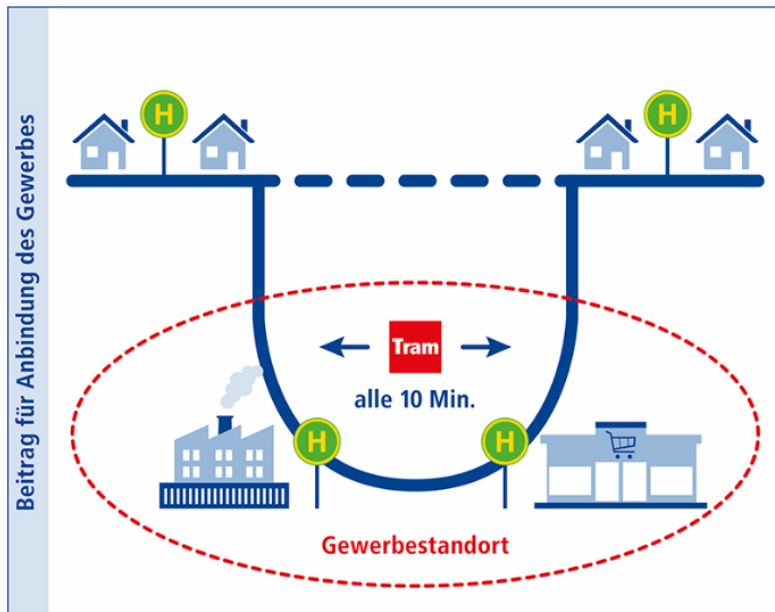 Beitrag für Anbindung des Gewerbes
H
H
Tram
alle 10 Min.
H
H
Gewerbestandort